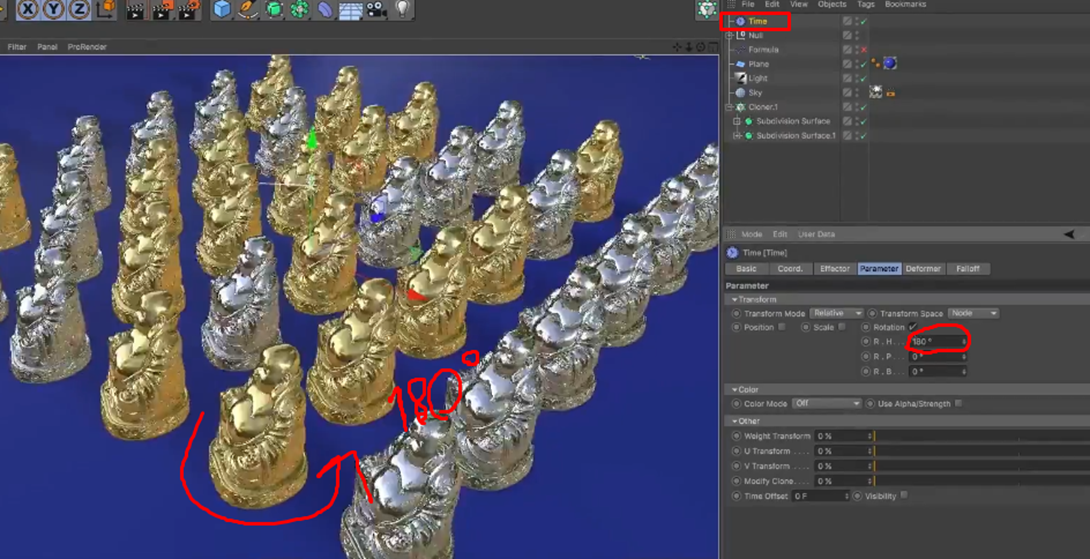 File Edit View Objects Tags Bookmarks
X Y Z
Filter Panel ProRender
Time
Null
Formula
Plane
Light
Sky
Cloner.1
Subdivision Surface
Subdivision Surface.1
Mode Edit User Data
Time [Time]
Basic Coord. Effector Parameter Deformer Falloff
Parameter
Transform
Transform Mode Relative Transform Space Node
Position Scale Rotation
R . H . . . 180 °
R . P . . . 0 °
R . B . . . 0 °
180°
Color
Color Mode Off Use Alpha/Strength
Other
Weight Transform 0 %
U Transform . . . . 0 %
V Transform . . . . 0 %
Modify Clone. . . . 0 %
Time Offset 0 F Visibility